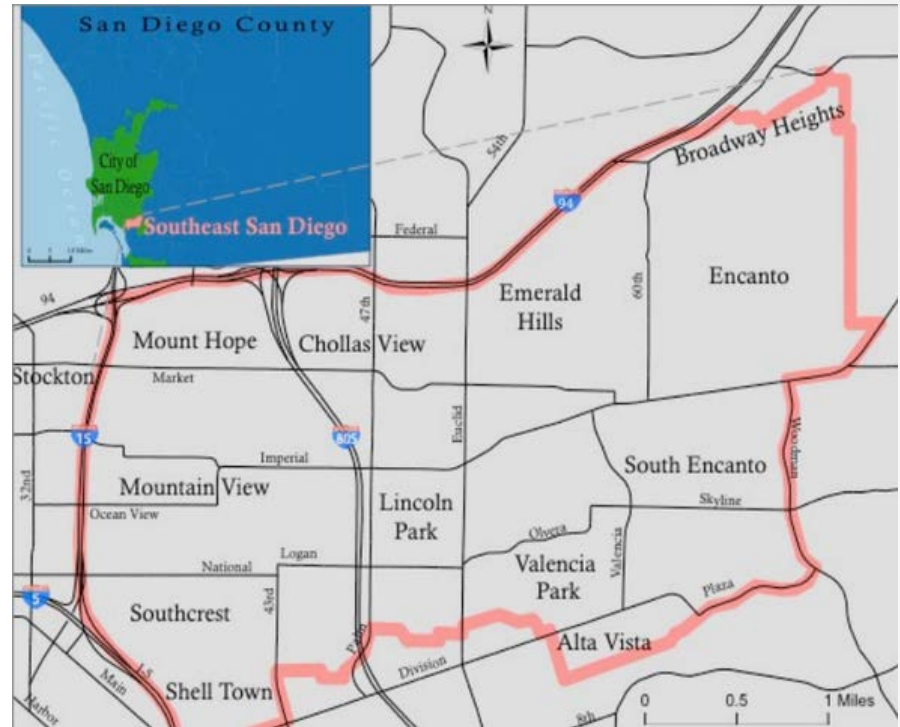 San Diego County
Pacific Ocean
City of
San Diego
Southeast San Diego
N
54th
Broadway Heights
94
Federal
Encanto
60th
Emerald
Hills
47th
94
Mount Hope
Chollas View
Stockton
Market
15
805
Euclid
Imperial
South Encanto
Woodman
32nd
Mountain View
Ocean View
Lincoln
Park
Skyline
Olvera
Valencia
Park
Valencia
Logan
National
5
43rd
Southcrest
Plaza
Alta Vista
Palm
Division
I-5
Main
Shell Town
Harbor
8th
0 0.5 1 Miles